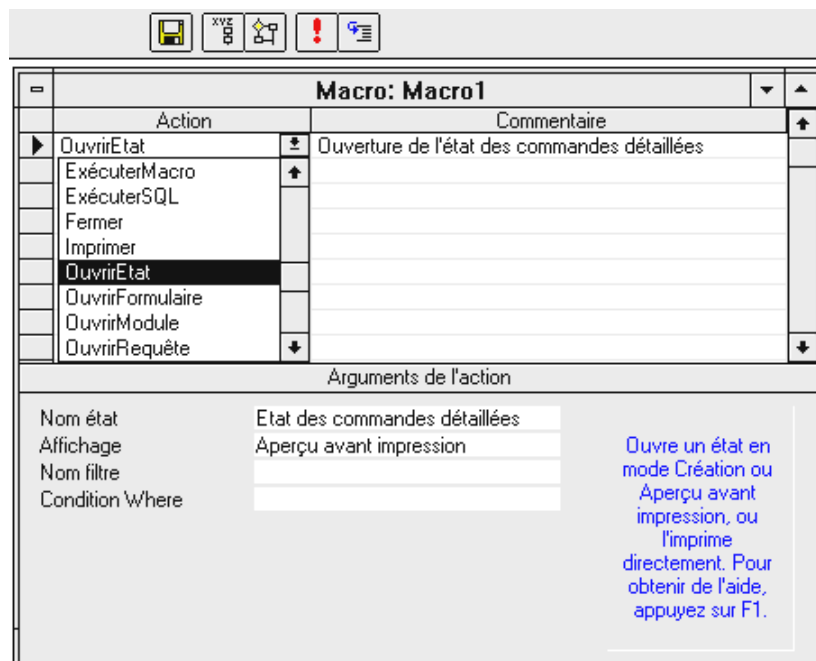 XYZ
Macro: Macro1
Action Commentaire
OuvrirEtat Ouverture de l'état des commandes détaillées
ExécuterMacro
ExécuterSQL
Fermer
Imprimer
OuvrirEtat
OuvrirFormulaire
OuvrirModule
OuvrirRequête
Arguments de l'action
Nom état Etat des commandes détaillées
Affichage Aperçu avant impression
Nom filtre
Condition Where
Ouvre un état en
mode Création ou
Aperçu avant
impression, ou
l'imprime
directement. Pour
obtenir de l'aide,
appuyez sur F1.